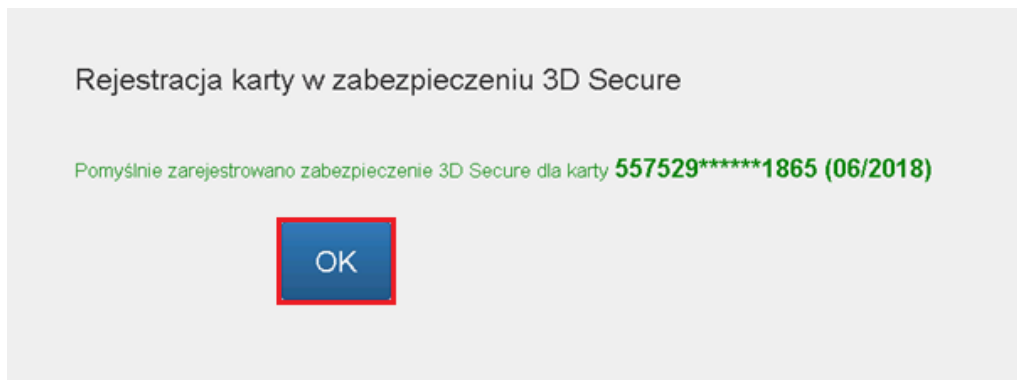 Rejestracja karty w zabezpieczeniu 3D Secure
Pomyślnie zarejestrowano zabezpieczenie 3D Secure dla karty 557529******1865 (06/2018)
OK